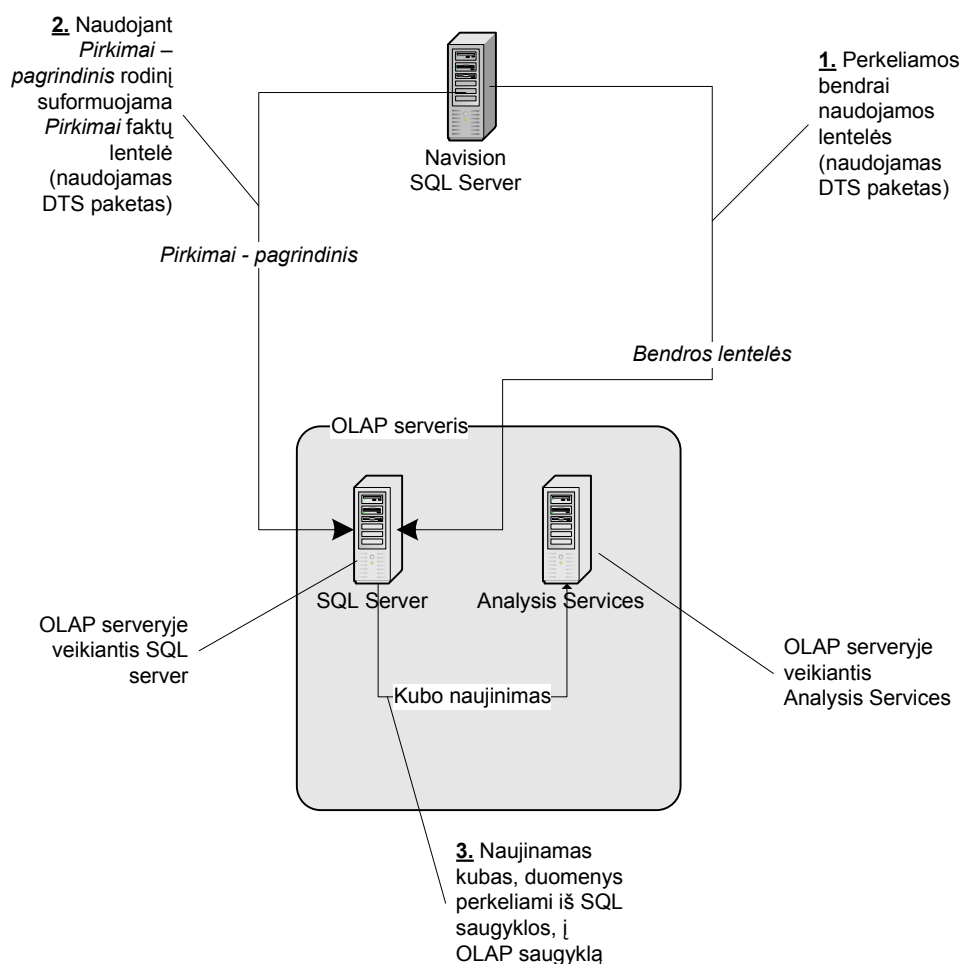 2. Naudojant
Pirkimai –
pagrindinis rodinį
suformuojama
Pirkimai faktų
lentelė
(naudojamas
DTS paketas)
Navision
SQL Server
1. Perkeliamos
bendrai
naudojamos
lentelės
(naudojamas
DTS paketas)
Pirkimai - pagrindinis
Bendros lentelės
OLAP serveris
SQL Server
Analysis Services
OLAP serveryje
veikiantis SQL
server
OLAP serveryje
veikiantis
Analysis Services
Kubo naujinimas
3. Naujinamas
kubas, duomenys
perkeliami iš SQL
saugyklos, į
OLAP saugyklą